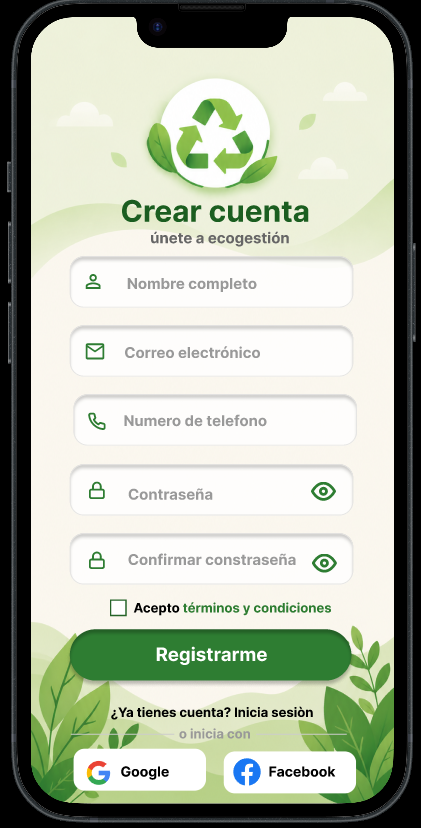 Crear cuenta
únete a ecogestión
Nombre completo
Correo electrónico
Numero de telefono
Contraseña
Confirmar constraseña
Acepto términos y condiciones
Registrarme
¿Ya tienes cuenta? Inicia sesiòn
o inicia con
Google
Facebook